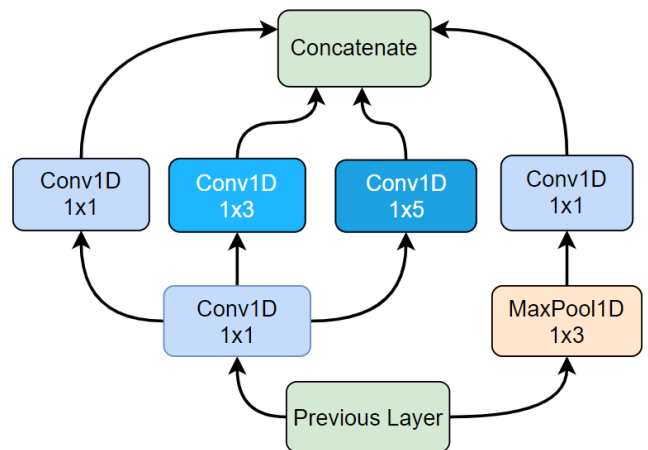 Concatenate
Conv1D
1x1
Conv1D
1x3
Conv1D
1x5
Conv1D
1x1
Conv1D
1x1
MaxPool1D
1x3
Previous Layer